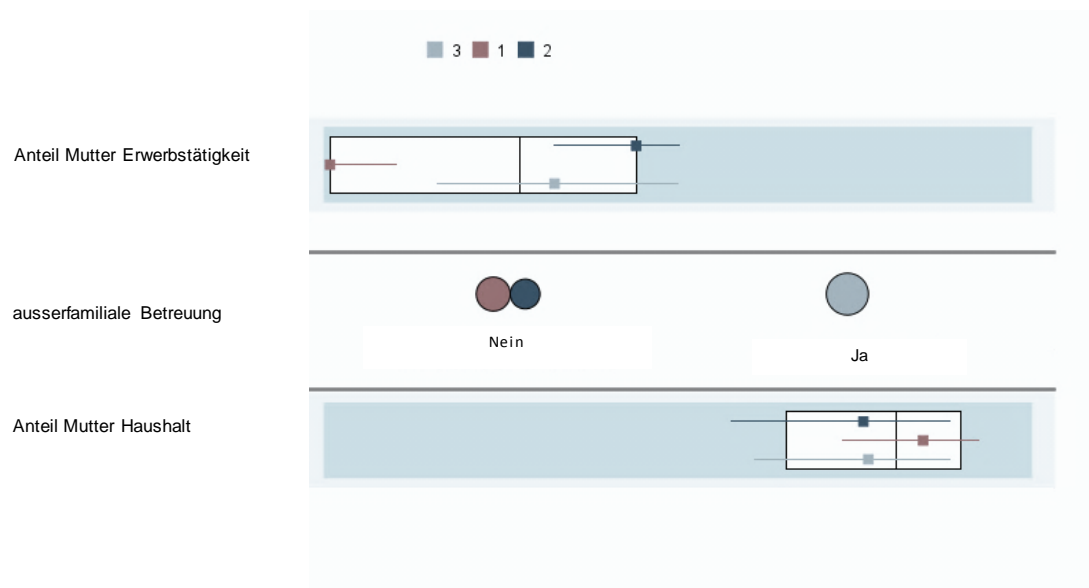 3 1 2
Anteil Mutter Erwerbstätigkeit
ausserfamiliale Betreuung
Nein
Ja
Anteil Mutter Haushalt